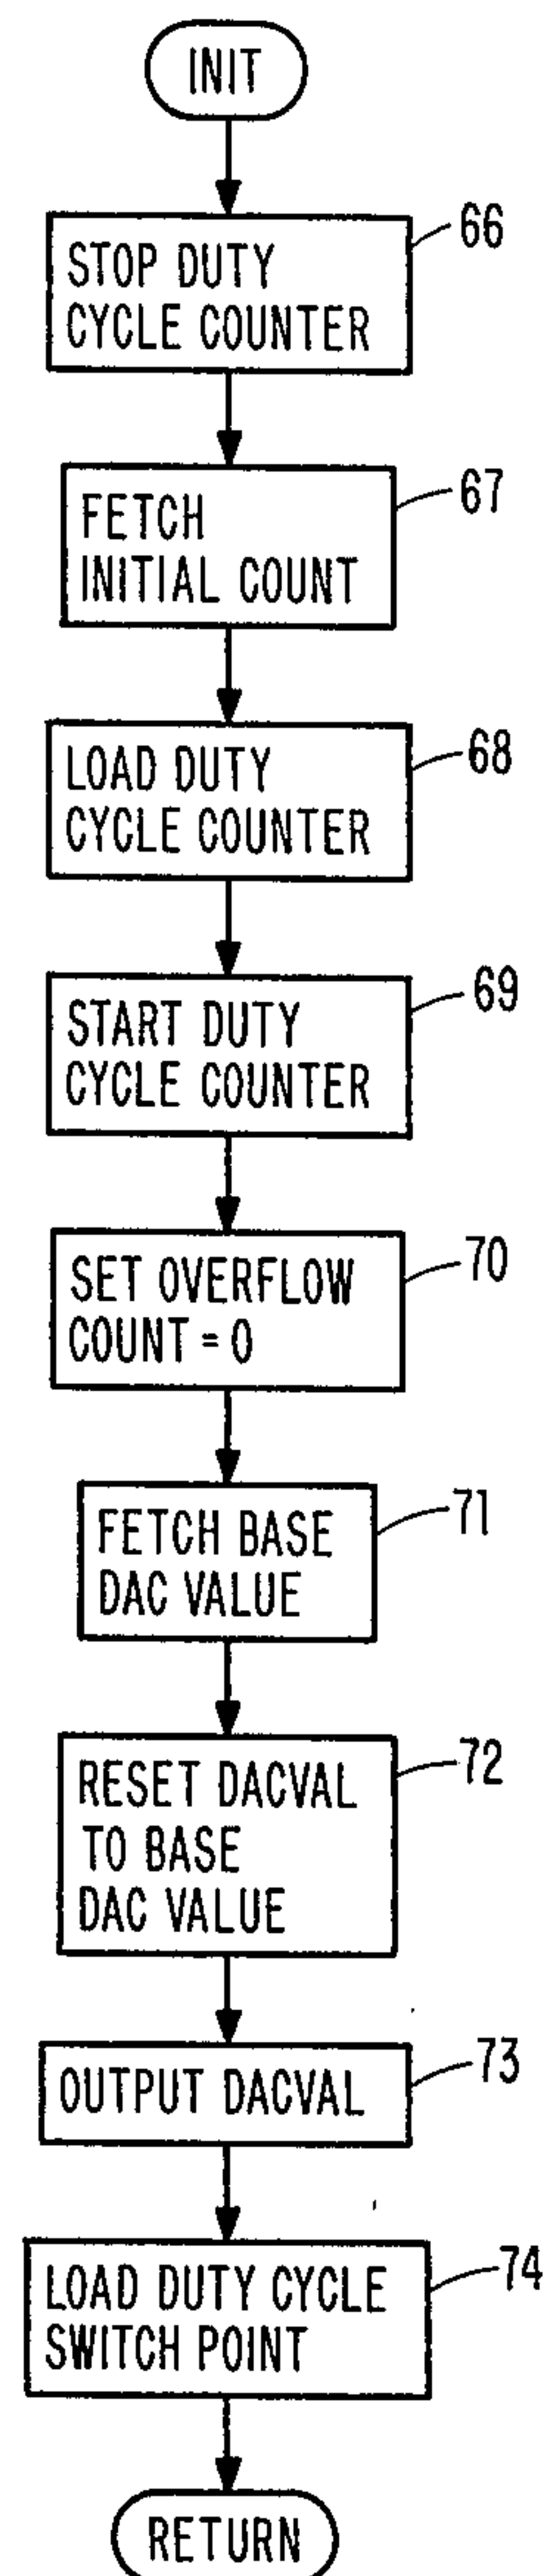 INIT
66
STOP DUTY
CYCLE COUNTER
67
FETCH
INITIAL COUNT
68
LOAD DUTY
CYCLE COUNTER
69
START DUTY
CYCLE COUNTER
70
SET OVERFLOW
COUNT = 0
71
FETCH BASE
DAC VALUE
72
RESET DACVAL
TO BASE
DAC VALUE
73
OUTPUT DACVAL
74
LOAD DUTY CYCLE
SWITCH POINT
RETURN